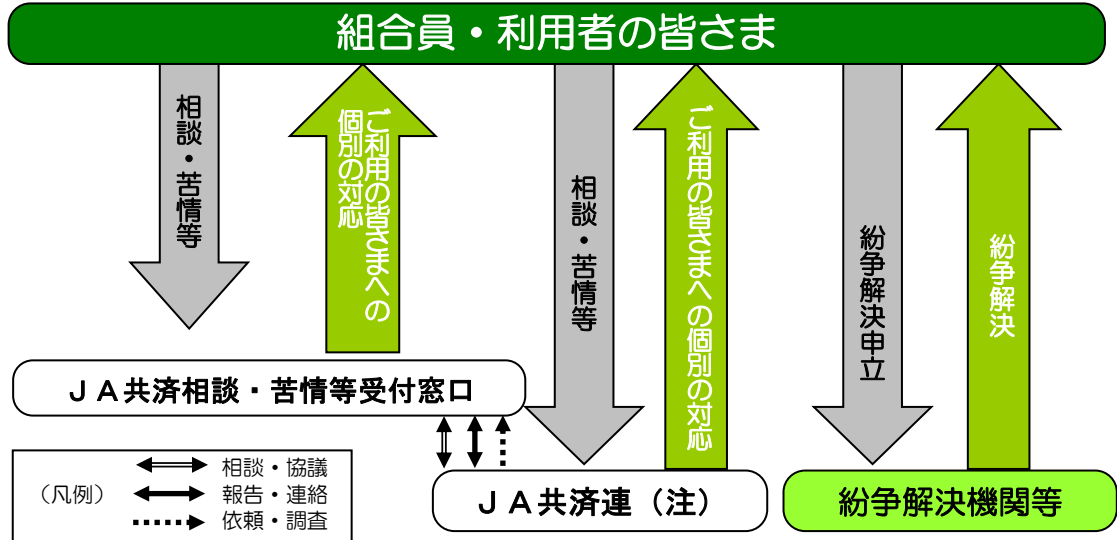 組合員・利用者の皆さま
相談・苦情等
ご利用の皆さまへの
個別の対応
相談・苦情等
ご利用の皆さまへの個別の対応
紛争解決申立
紛争解決
ＪＡ共済相談・苦情等受付窓口
（凡例）
相談・協議
報告・連絡
依頼・調査
ＪＡ共済連（注）
紛争解決機関等